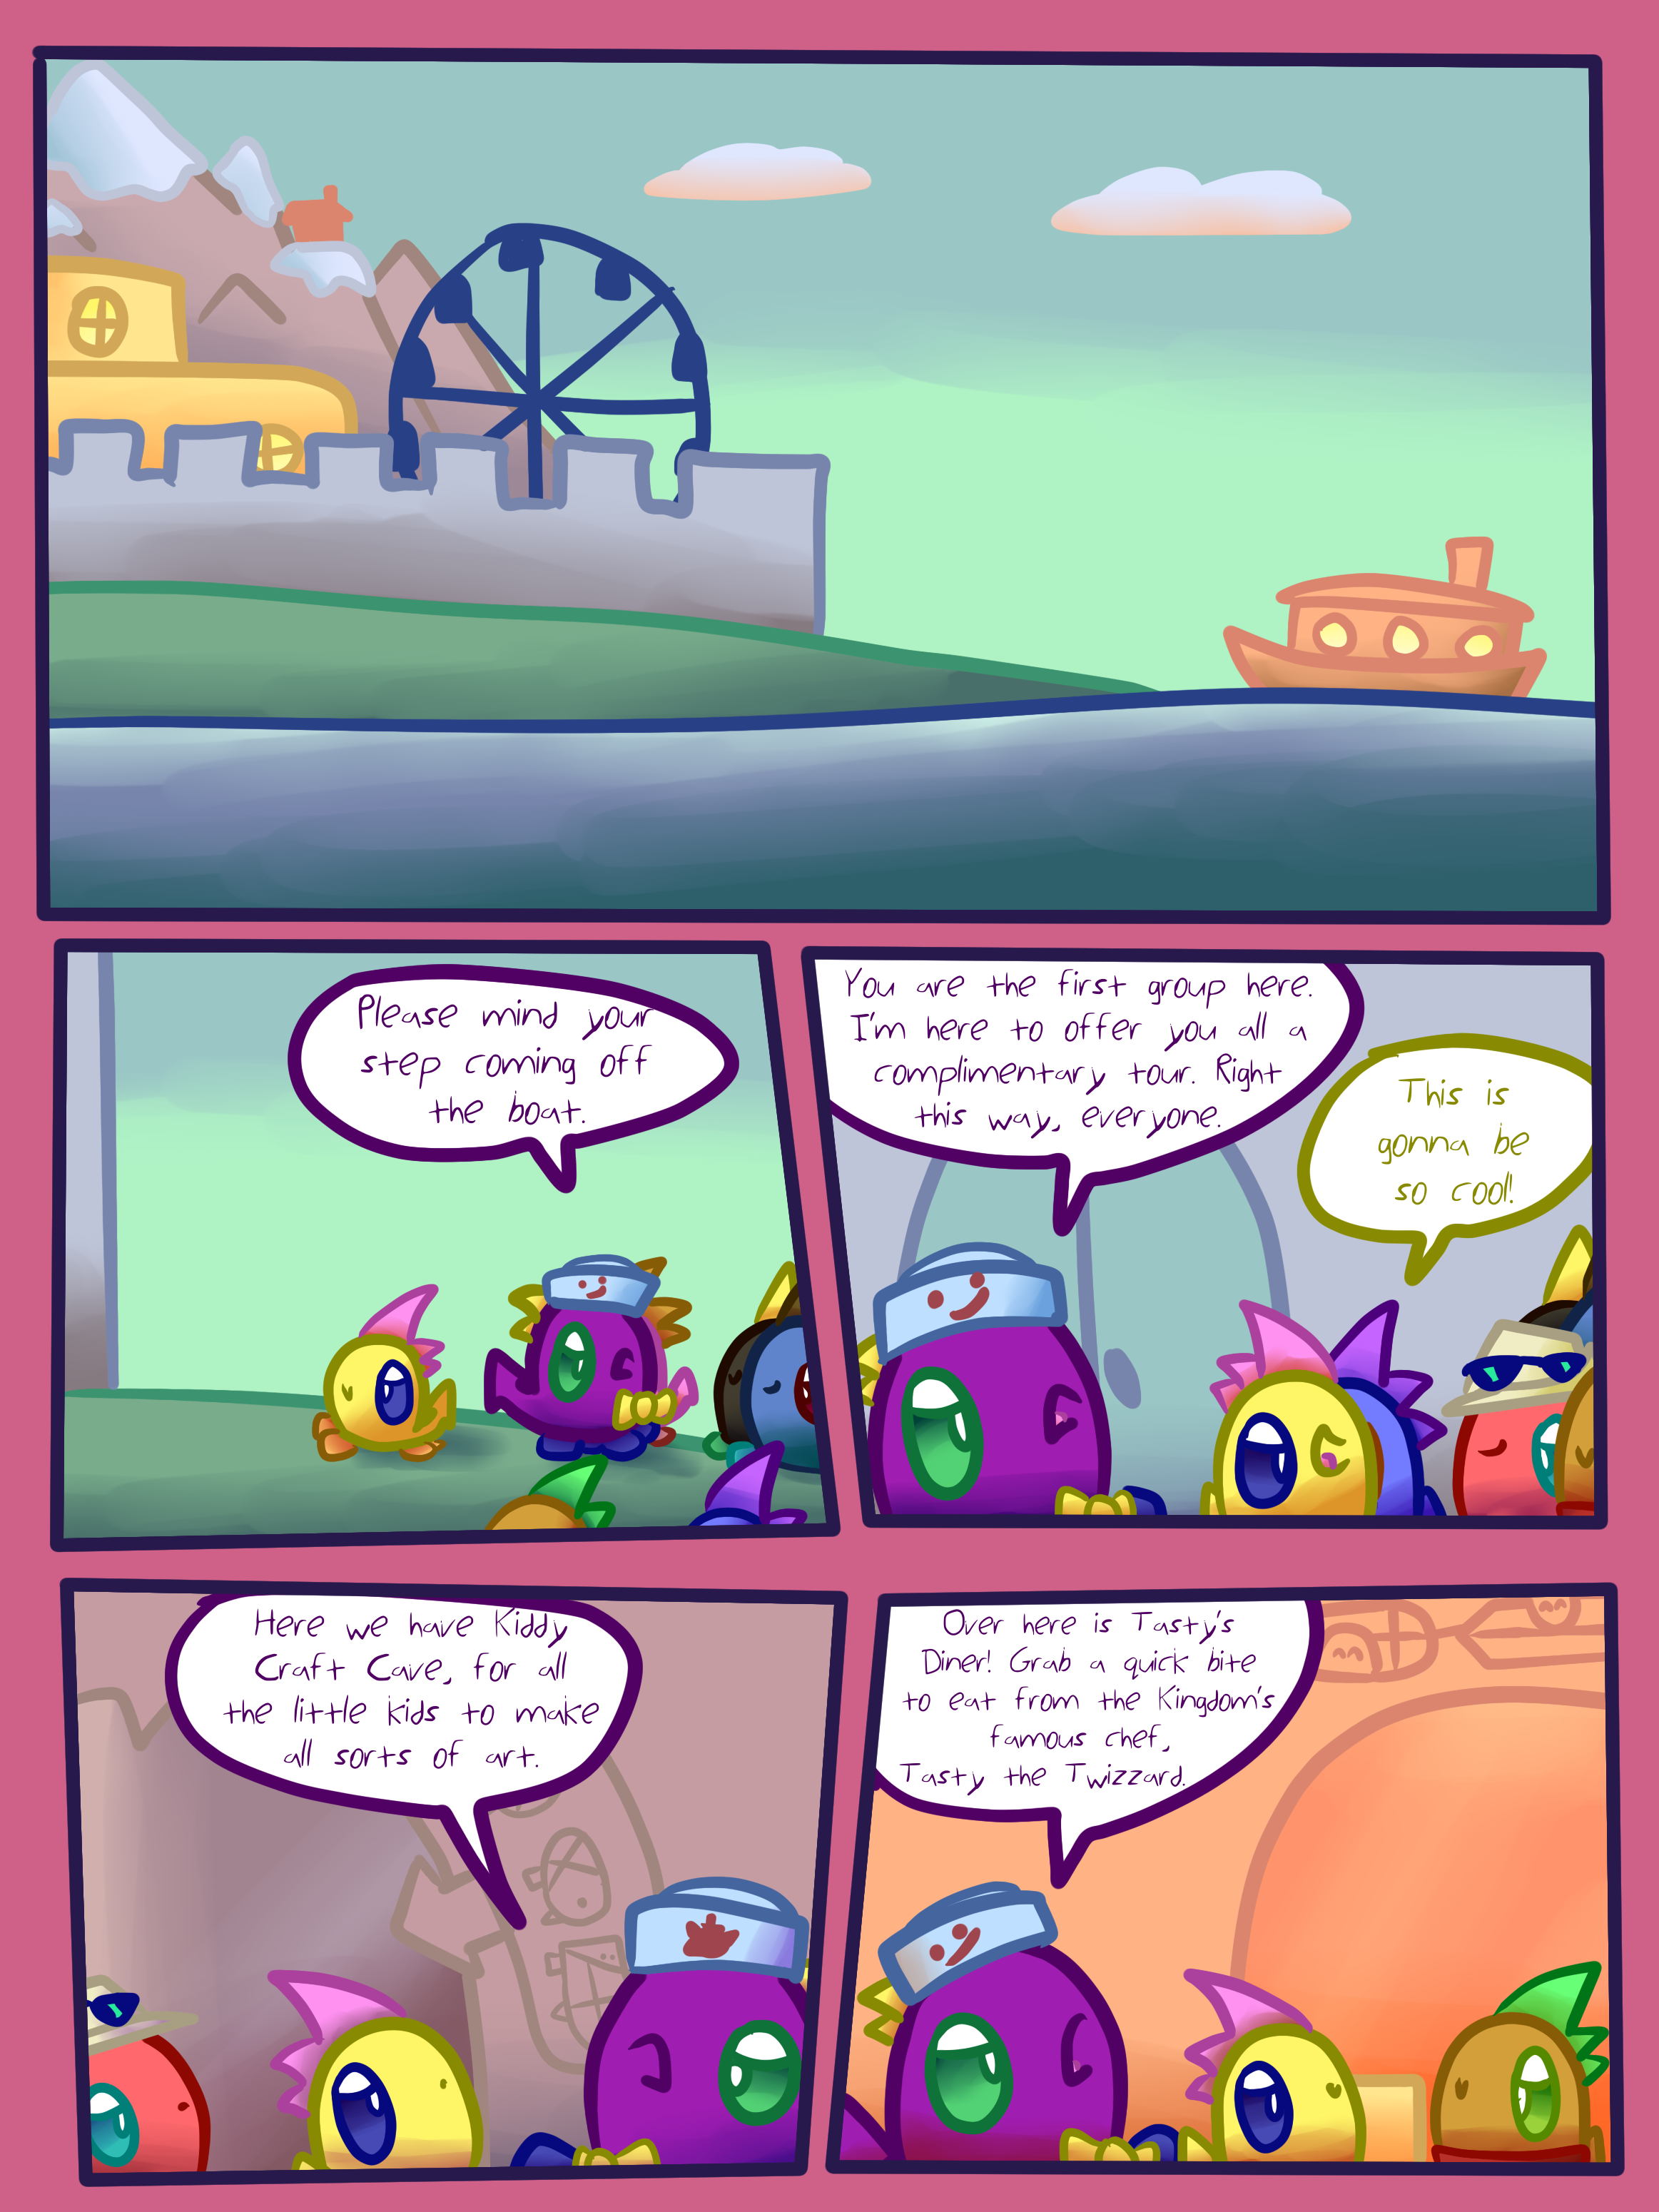 Please mind your
step coming off
the boat.
You are the first group here.
I'm here to offer you all a
complimentary tour. Right
this way, everyone.
This is
gonna be
so cool!
Here we have Kiddy
Craft Cave, for all
the little kids to make
all sorts of art.
Over here is Tasty's
Diner! Grab a quick bite
to eat from the Kingdom's
famous chef,
Tasty the Twizzard.